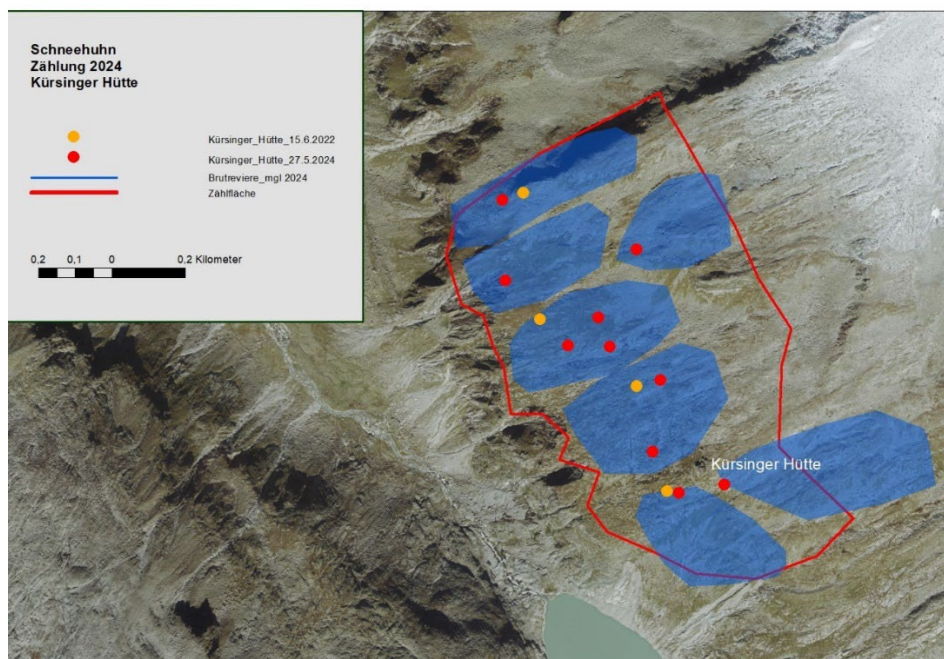 Schneehuhn
Zählung 2024
Kürsinger Hütte
Kürsinger_Hütte_15.6.2022
Kürsinger_Hütte_27.5.2024
Brutreviere_mgl 2024
Zählfläche
0,2 0,1 0 0,2 Kilometer
Kürsinger Hütte